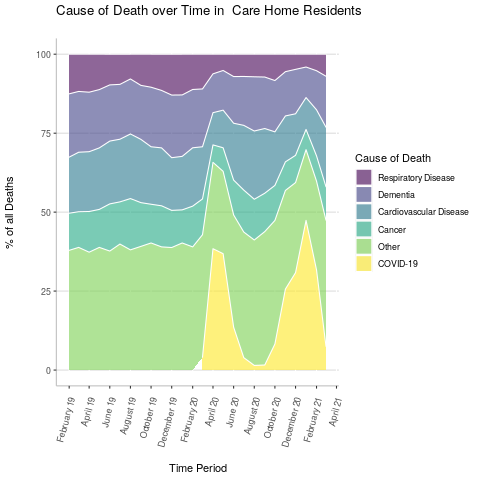 Cause of Death over Time in  Care Home Residents
100
75
50
25
0
% of all Deaths
February 19
April 19
June 19
August 19
October 19
December 19
February 20
April 20
June 20
August 20
October 20
December 20
February 21
April 21
Time Period
Cause of Death
Respiratory Disease
Dementia
Cardiovascular Disease
Cancer
Other
COVID-19